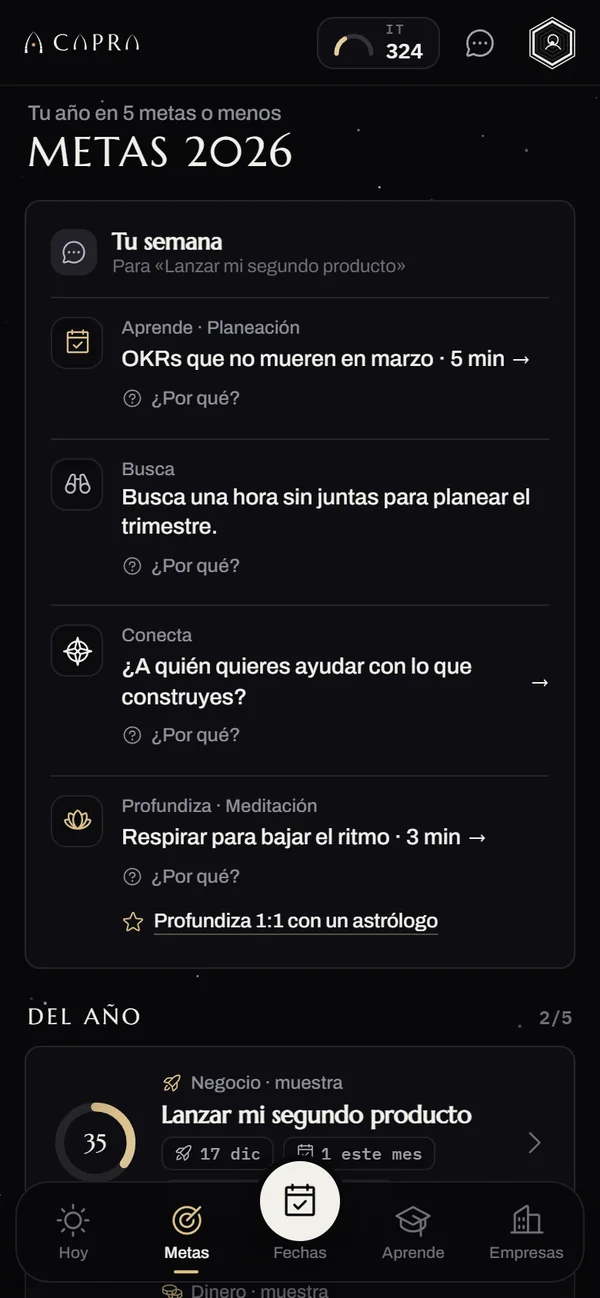 CAPRA
IT
324
Tu año en 5 metas o menos
METAS 2026
Tu semana
Para «Lanzar mi segundo producto»
Aprende · Planeación
OKRs que no mueren en marzo · 5 min →
¿Por qué?
Busca
Busca una hora sin juntas para planear el
trimestre.
¿Por qué?
Conecta
¿A quién quieres ayudar con lo que
construyes? →
¿Por qué?
Profundiza · Meditación
Respirar para bajar el ritmo · 3 min →
¿Por qué?
Profundiza 1:1 con un astrólogo
DEL AÑO
2/5
Negocio · muestra
Lanzar mi segundo producto
35
17 dic
1 este mes
Hoy
Metas
Fechas
Aprende
Empresas
Dinero · muestra